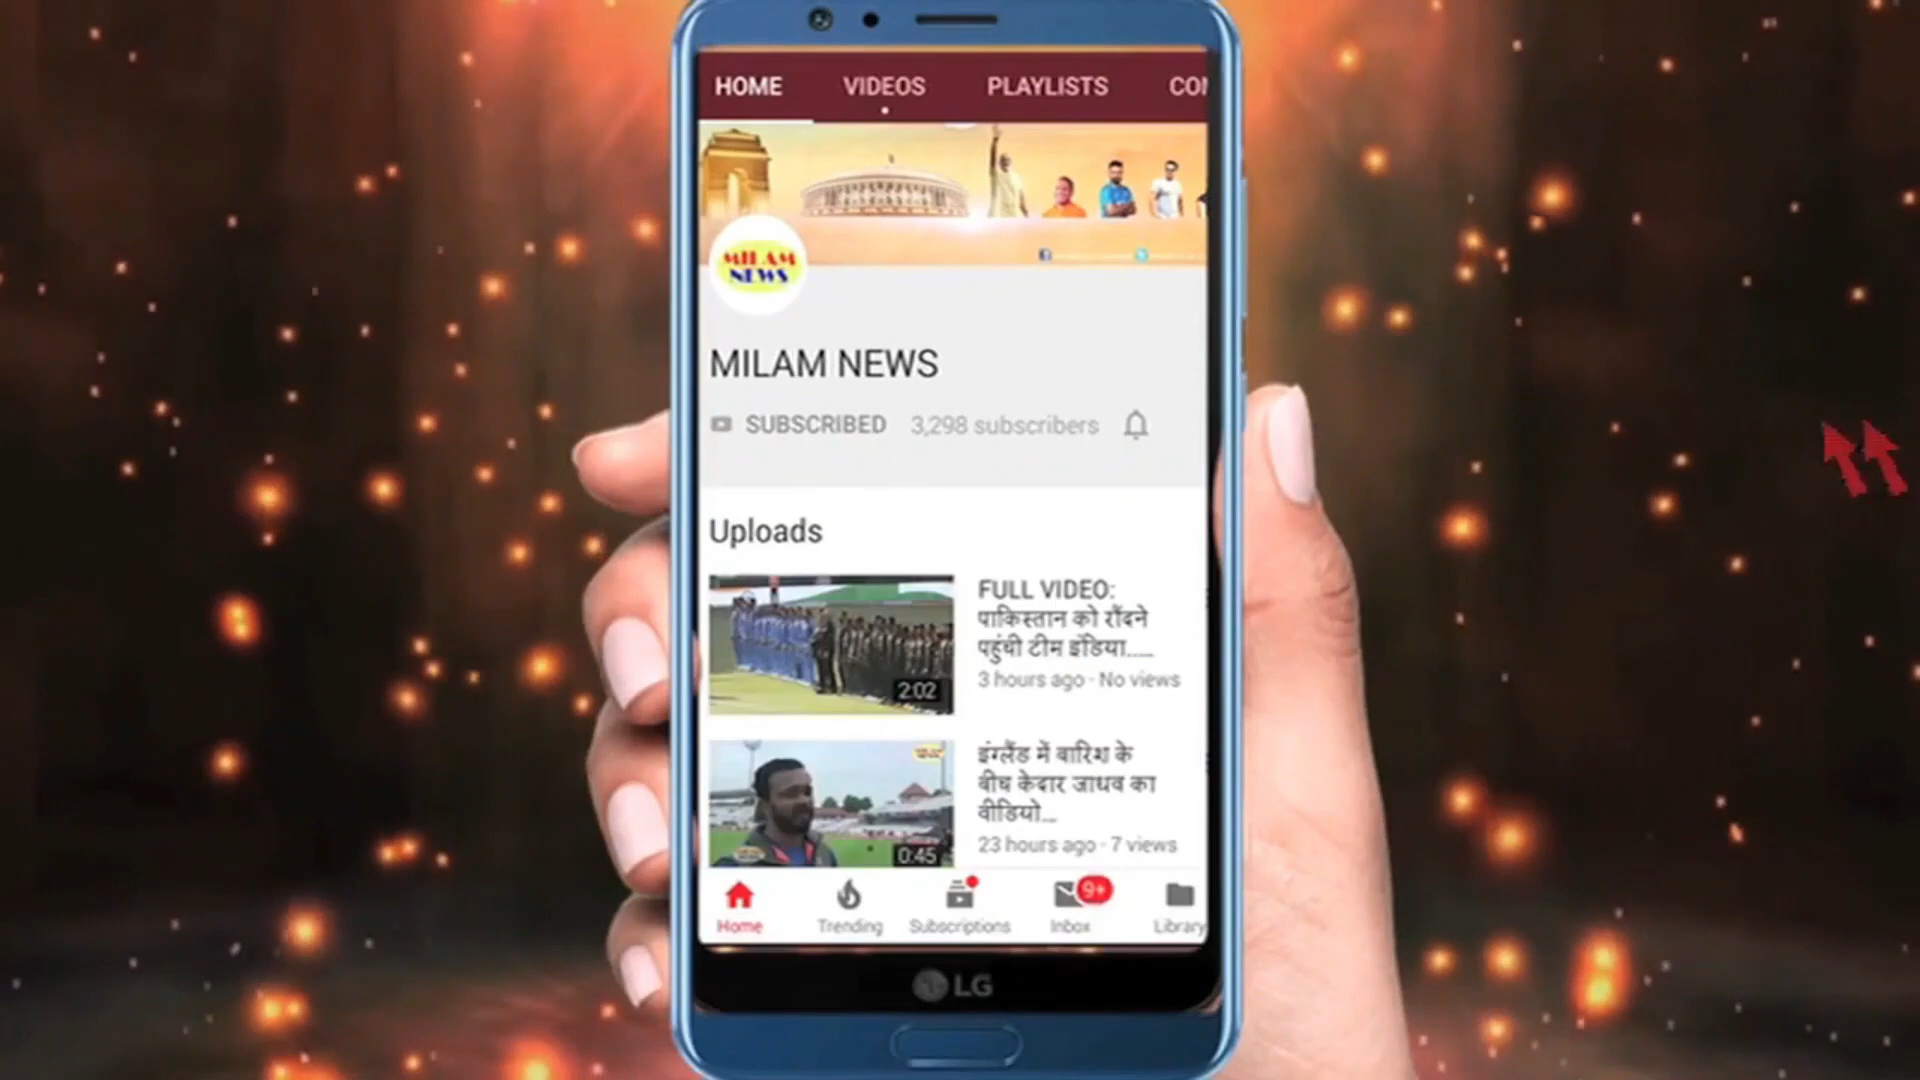 HOME VIDEOS PLAYLISTS CO
MILAM
NEWS
MILAM NEWS
SUBSCRIBED 3,298 subscribers
Uploads
FULL VIDEO:
पाकिस्तान को रौंदने
पहुंची टीम इंडिया.....
3 hours ago · No views
2:02
इंग्लैंड में बारिश के
बीच केदार जाधव का
वीडियो...
23 hours ago · 7 views
0:45
9+
Home Trending Subscriptions Inbox Library
LG